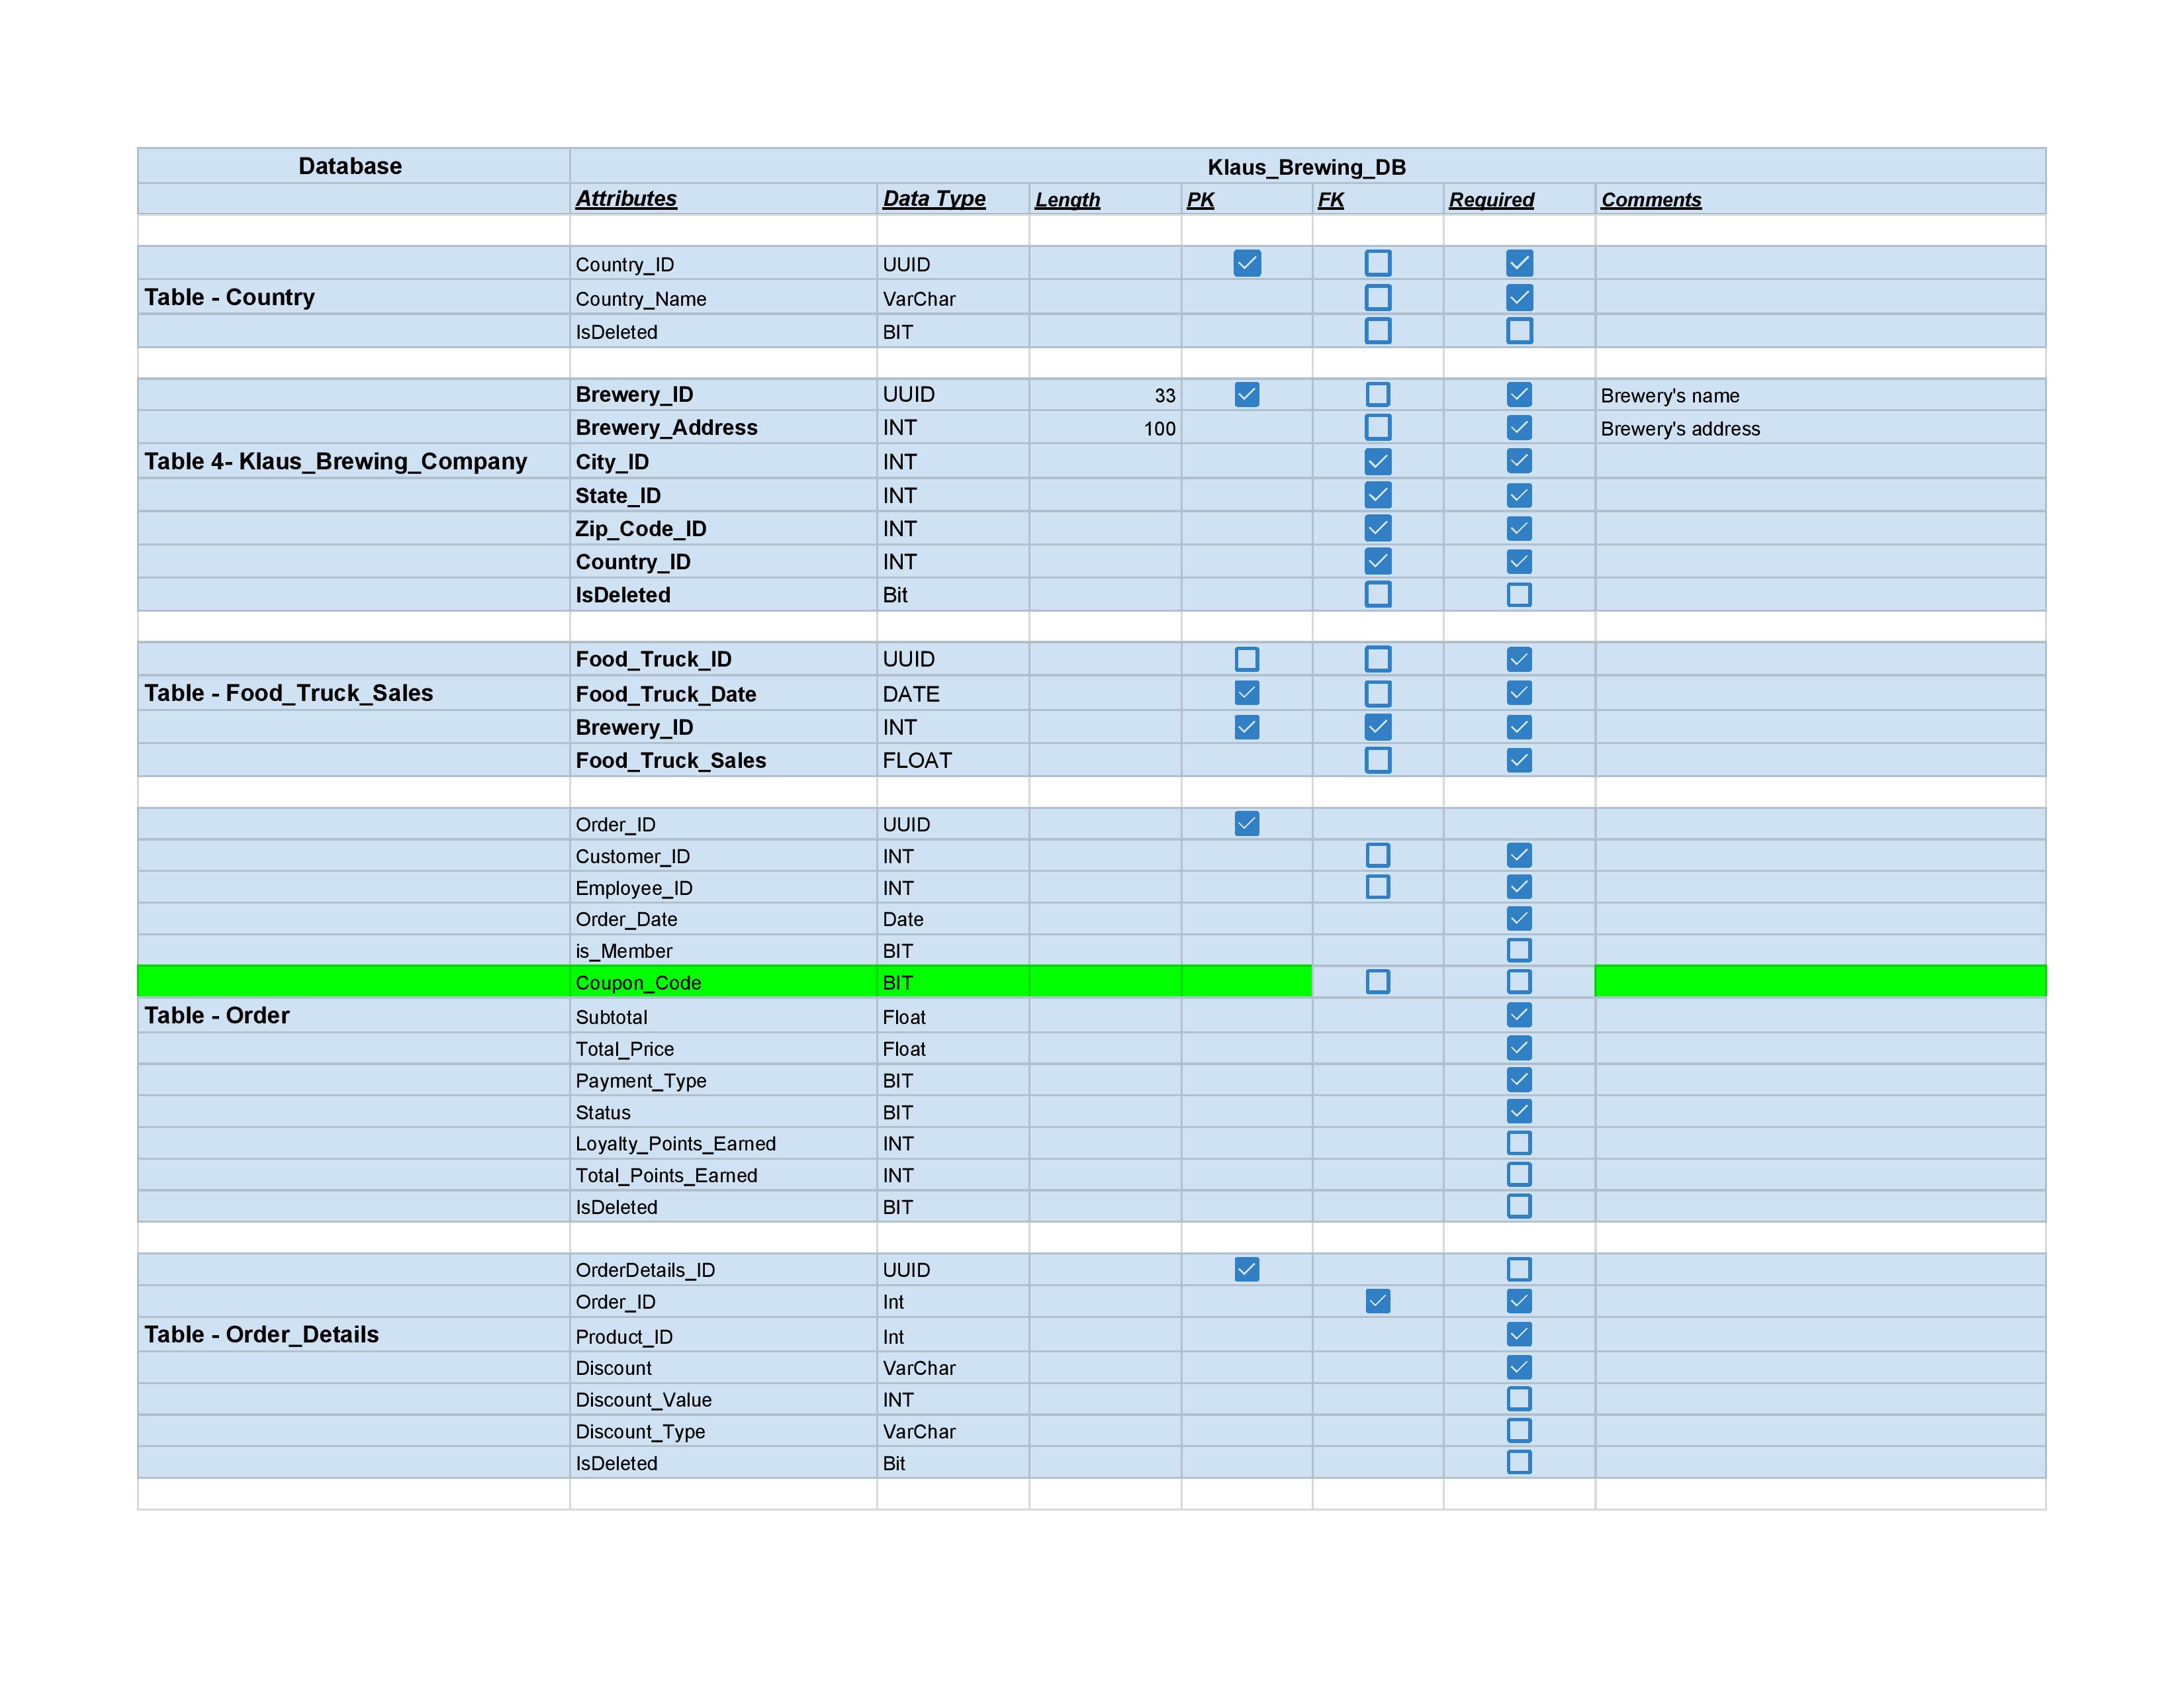 Database Klaus_Brewing_DB
Attributes Data Type Length PK FK Required Comments
Country_ID UUID
Table - Country Country_Name VarChar
IsDeleted BIT
Brewery_ID UUID 33 Brewery's name
Brewery_Address INT 100 Brewery's address
Table 4- Klaus_Brewing_Company City_ID INT
State_ID INT
Zip_Code_ID INT
Country_ID INT
IsDeleted Bit
Food_Truck_ID UUID
Table - Food_Truck_Sales Food_Truck_Date DATE
Brewery_ID INT
Food_Truck_Sales FLOAT
Order_ID UUID
Customer_ID INT
Employee_ID INT
Order_Date Date
is_Member BIT
Coupon_Code BIT
Table - Order Subtotal Float
Total_Price Float
Payment_Type BIT
Status BIT
Loyalty_Points_Earned INT
Total_Points_Earned INT
IsDeleted BIT
OrderDetails_ID UUID
Order_ID Int
Table - Order_Details Product_ID Int
Discount VarChar
Discount_Value INT
Discount_Type VarChar
IsDeleted Bit